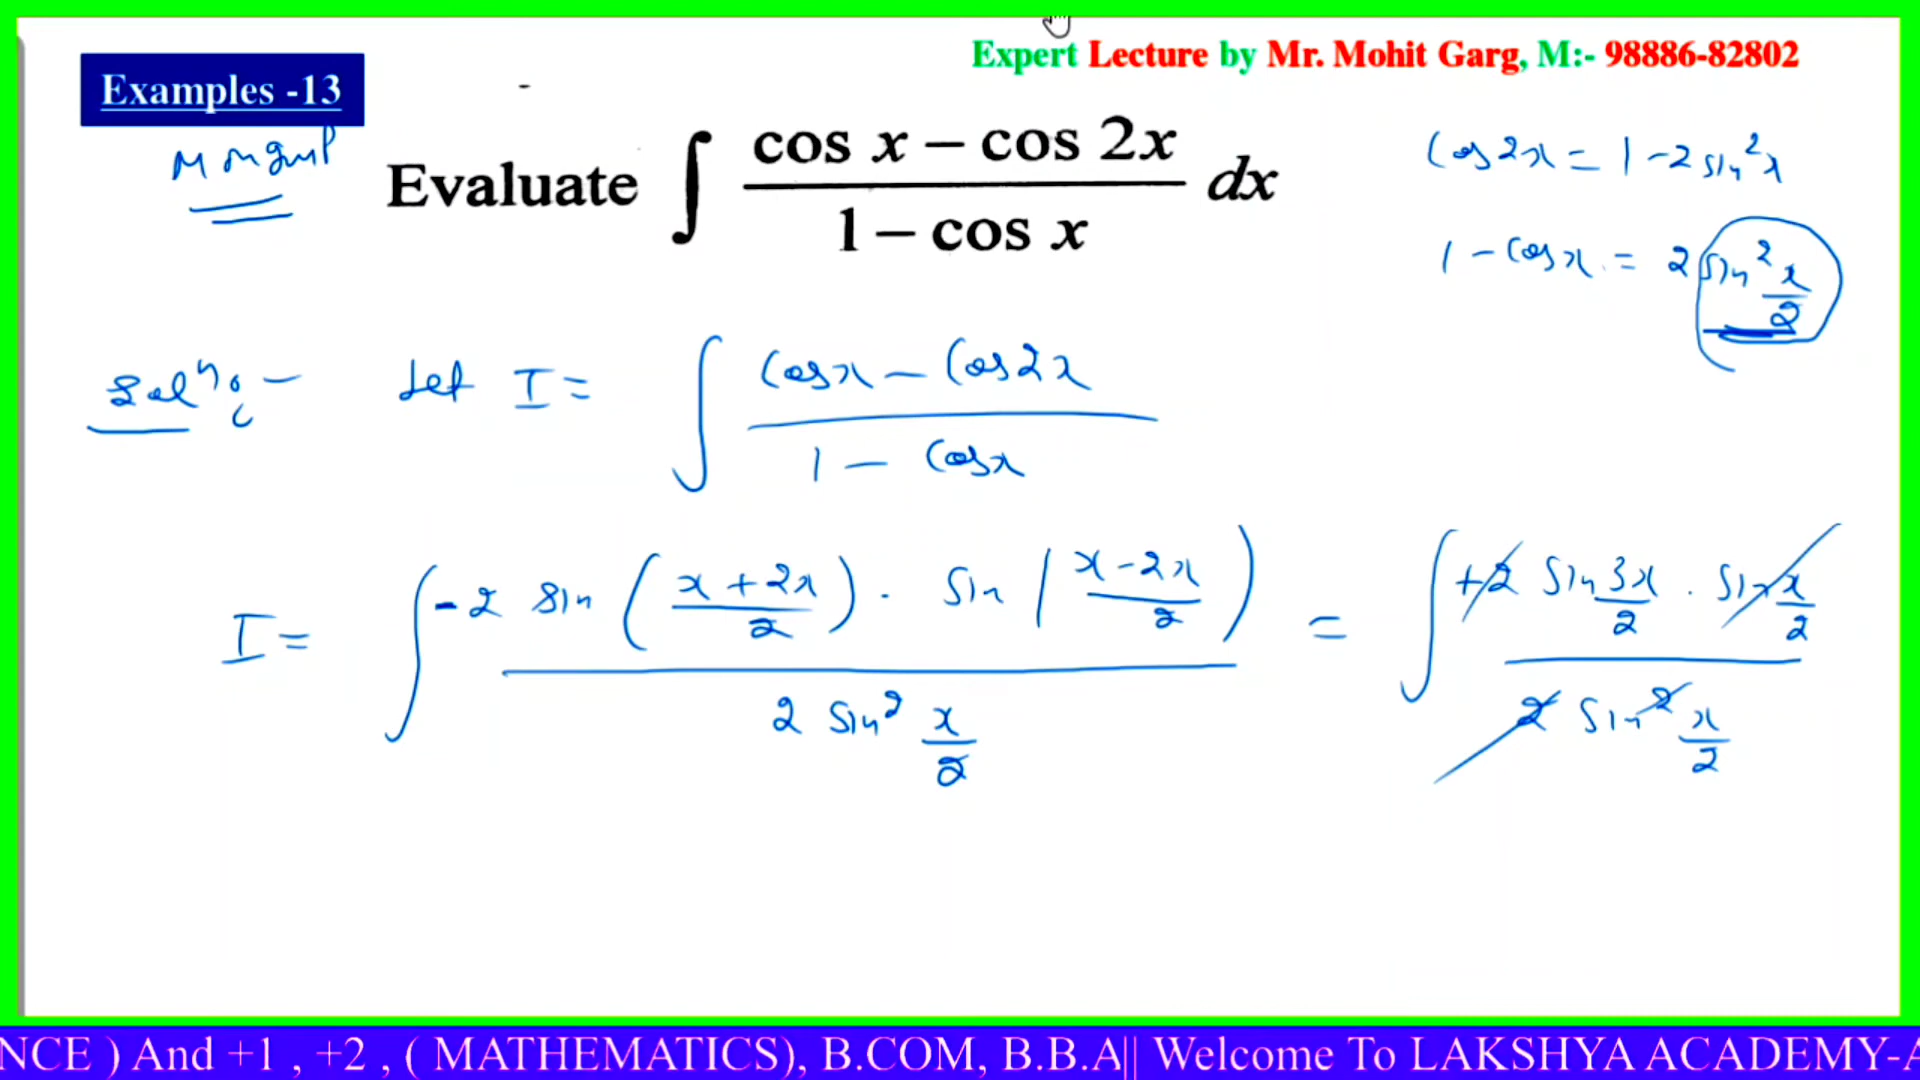 Expert Lecture by Mr. Mohit Garg, M:- 98886-82802
Examples -13
Evaluate ∫ (cos x – cos 2x)/(1 – cos x) dx
Cos 2x = 1 - 2 sin²x
1 - Cos x = 2 sin² x/2
Solⁿ:- Let I = ∫ (Cos x - Cos 2x)/(1 - Cos x)
I = ∫ (-2 sin ((x + 2x)/2) . sin ((x - 2x)/2))/(2 sin² x/2) = ∫ (+2 sin 3x/2 . sin x/2)/(2 sin² x/2)
NCE ) And +1 , +2 , ( MATHEMATICS), B.COM, B.B.A|| Welcome To LAKSHYA ACADEMY-A